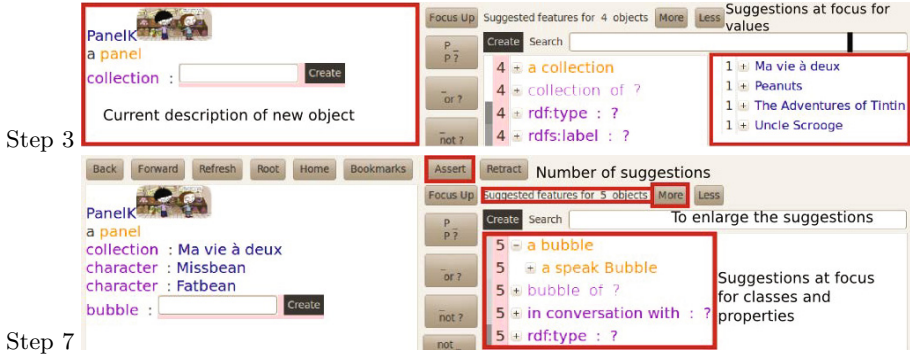 Step 3
PanelK
a panel
collection : Create
Current description of new object
Focus Up Suggested features for 4 objects More Less
Suggestions at focus for
values
P _
P ?
_ or ?
_ not ?
Create Search
4 + a collection
4 + collection of ?
4 + rdf:type : ?
4 + rdfs:label : ?
1 + Ma vie à deux
1 + Peanuts
1 + The Adventures of Tintin
1 + Uncle Scrooge
Step 7
Back Forward Refresh Root Home Bookmarks
PanelK
a panel
collection : Ma vie à deux
character : Missbean
character : Fatbean
bubble : Create
Assert Retract Number of suggestions
Focus Up Suggested features for 5 objects More Less
P _
P ?
_ or ?
_ not ?
not _
Create Search To enlarge the suggestions
5 − a bubble
+ a speak Bubble
5 + bubble of ?
5 + in conversation with : ?
5 + rdf:type : ?
Suggestions at focus
for classes and
properties